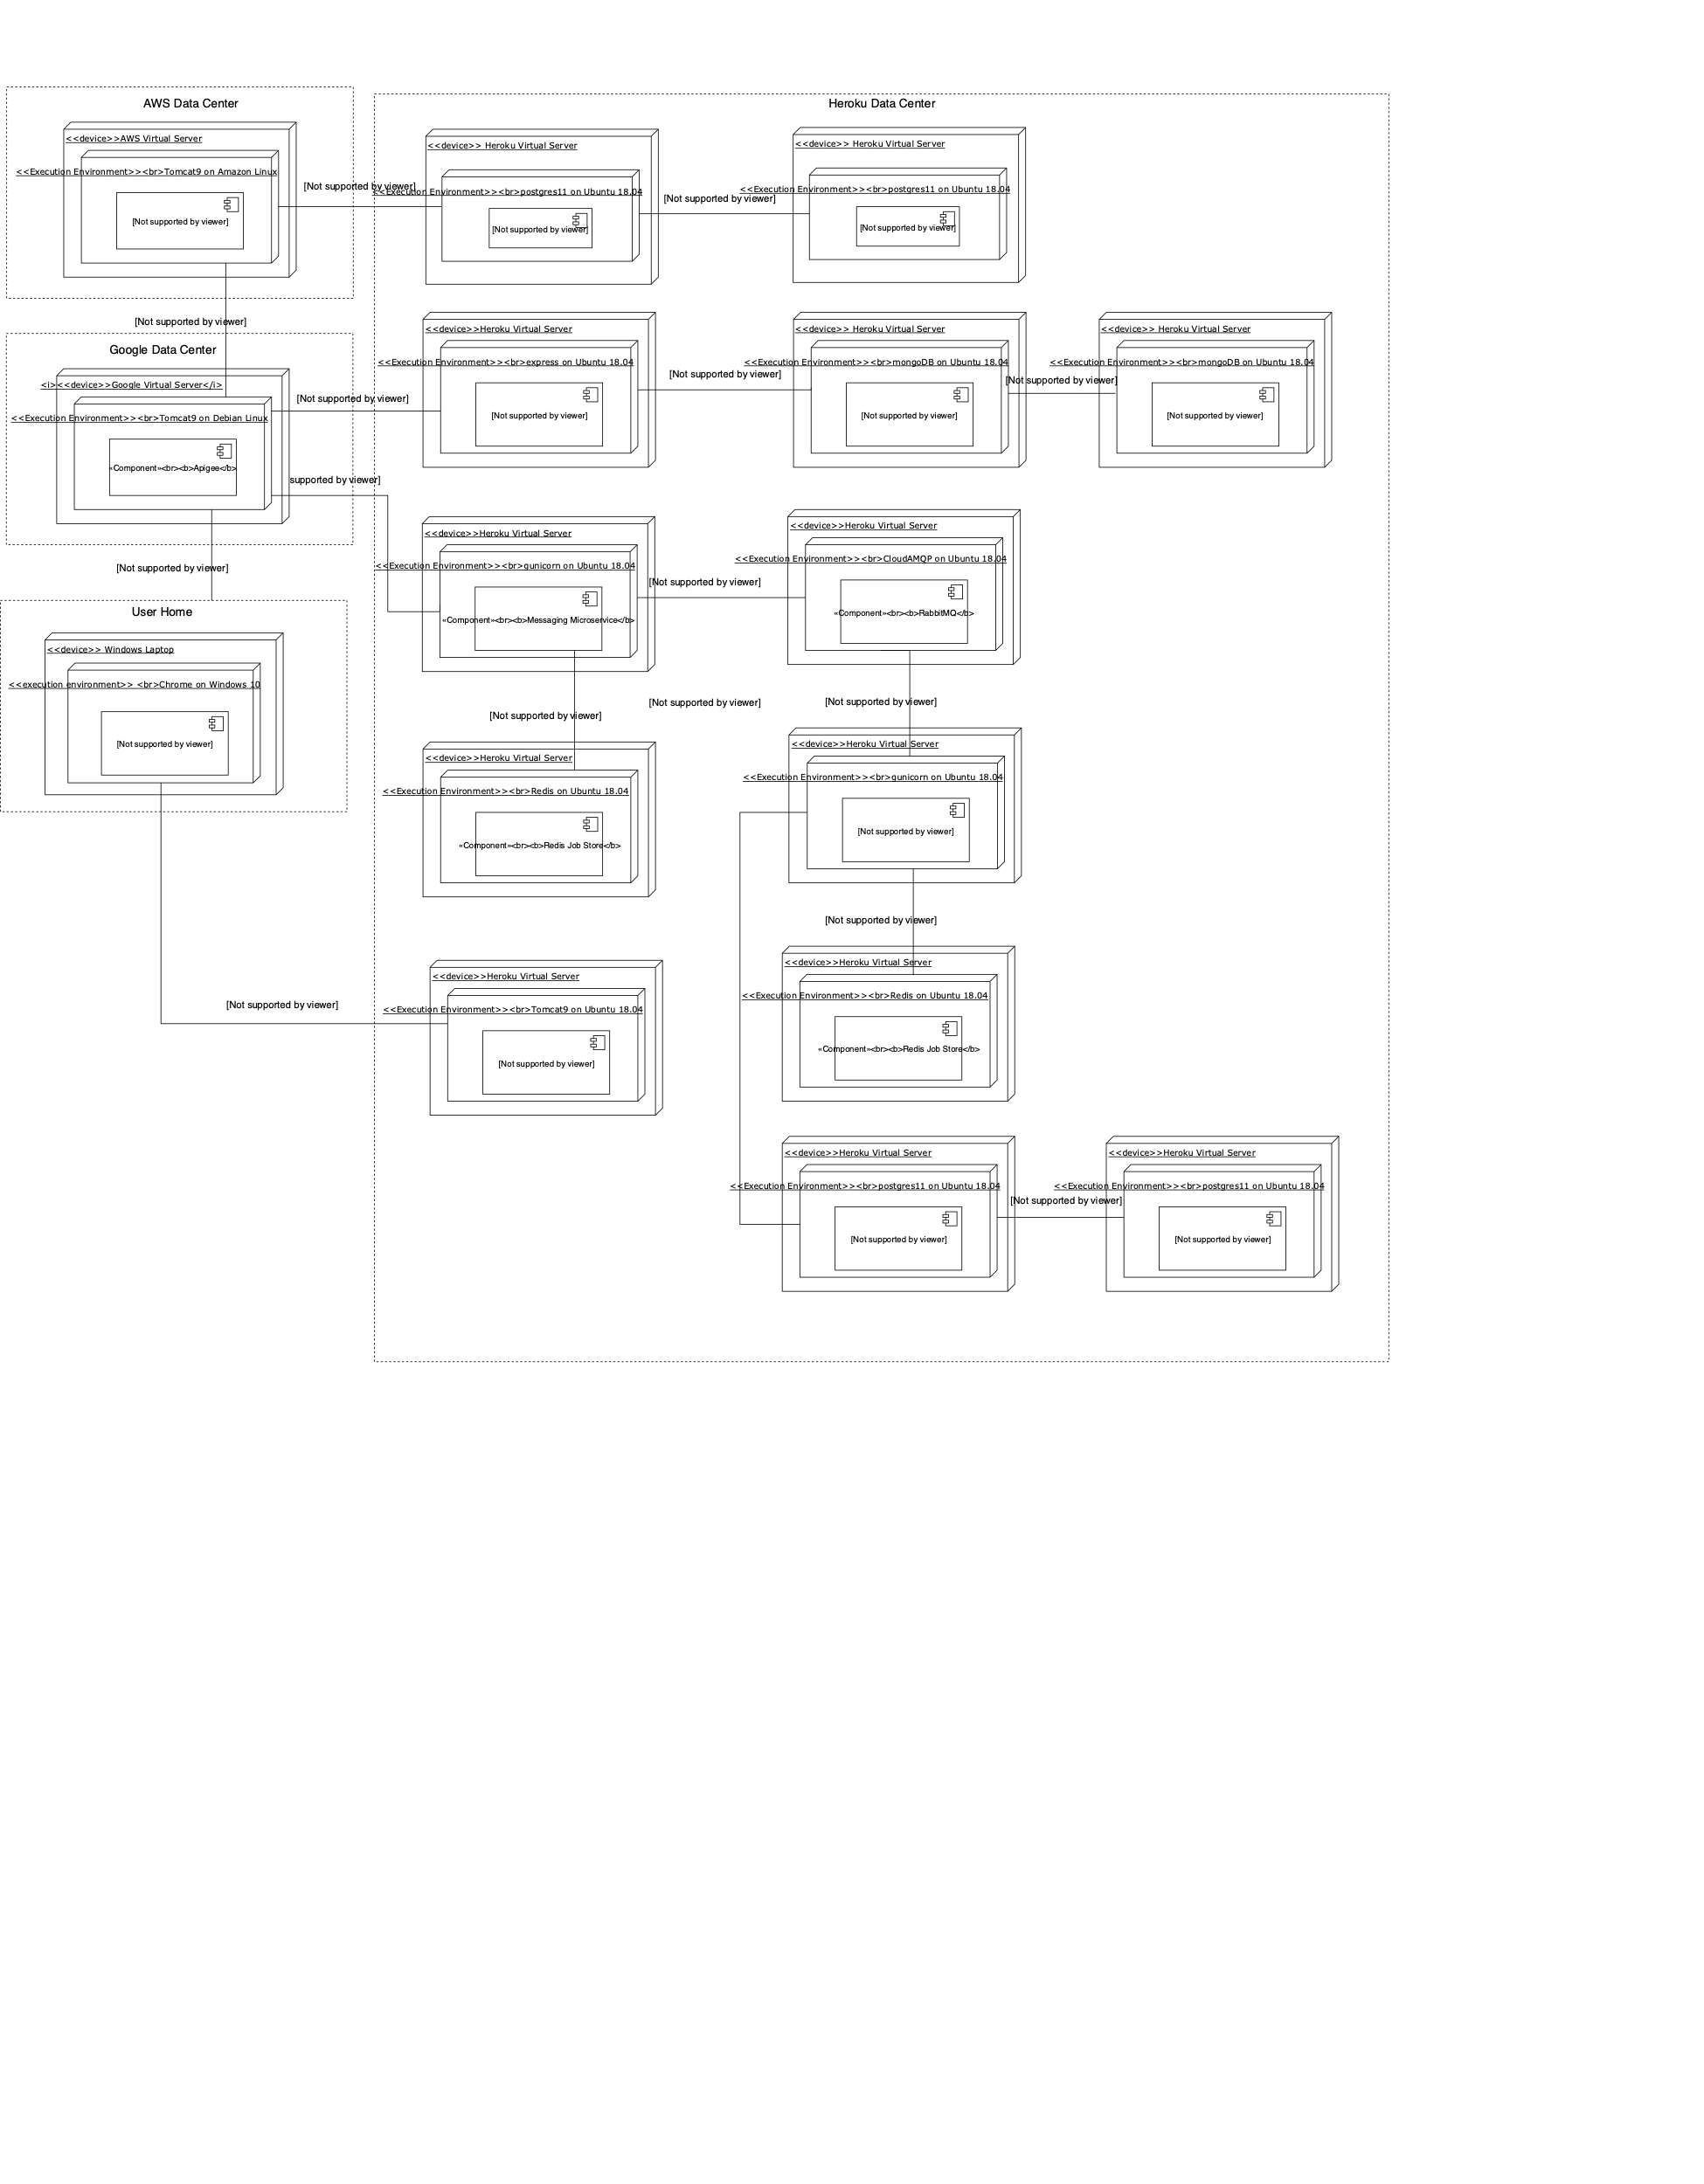 AWS Data Center
<<device>>AWS Virtual Server
<<Execution Environment>><br>Tomcat9 on Amazon Linux
[Not supported by viewer]
[Not supported by viewer]
Heroku Data Center
<<device>> Heroku Virtual Server
<<Execution Environment>><br>postgres11 on Ubuntu 18.04
[Not supported by viewer]
[Not supported by viewer]
<<device>> Heroku Virtual Server
<<Execution Environment>><br>postgres11 on Ubuntu 18.04
[Not supported by viewer]
[Not supported by viewer]
Google Data Center
<i><<device>>Google Virtual Server</i>
<<Execution Environment>><br>Tomcat9 on Debian Linux
«Component»<br><b>Apigee</b>
[Not supported by viewer]
supported by viewer]
<<device>>Heroku Virtual Server
<<Execution Environment>><br>express on Ubuntu 18.04
[Not supported by viewer]
[Not supported by viewer]
<<device>> Heroku Virtual Server
<<Execution Environment>><br>mongoDB on Ubuntu 18.04
[Not supported by viewer]
[Not supported by viewer]
<<device>> Heroku Virtual Server
<<Execution Environment>><br>mongoDB on Ubuntu 18.04
[Not supported by viewer]
[Not supported by viewer]
<<device>>Heroku Virtual Server
<<Execution Environment>><br>gunicorn on Ubuntu 18.04
«Component»<br><b>Messaging Microservice</b>
[Not supported by viewer]
<<device>>Heroku Virtual Server
<<Execution Environment>><br>CloudAMQP on Ubuntu 18.04
«Component»<br><b>RabbitMQ</b>
User Home
<<device>> Windows Laptop
<<execution environment>> <br>Chrome on Windows 10
[Not supported by viewer]
[Not supported by viewer]
[Not supported by viewer]
[Not supported by viewer]
<<device>>Heroku Virtual Server
<<Execution Environment>><br>Redis on Ubuntu 18.04
«Component»<br><b>Redis Job Store</b>
<<device>>Heroku Virtual Server
<<Execution Environment>><br>gunicorn on Ubuntu 18.04
[Not supported by viewer]
[Not supported by viewer]
[Not supported by viewer]
<<device>>Heroku Virtual Server
<<Execution Environment>><br>Tomcat9 on Ubuntu 18.04
[Not supported by viewer]
<<device>>Heroku Virtual Server
<<Execution Environment>><br>Redis on Ubuntu 18.04
«Component»<br><b>Redis Job Store</b>
<<device>>Heroku Virtual Server
<<Execution Environment>><br>postgres11 on Ubuntu 18.04
[Not supported by viewer]
[Not supported by viewer]
<<device>>Heroku Virtual Server
<<Execution Environment>><br>postgres11 on Ubuntu 18.04
[Not supported by viewer]